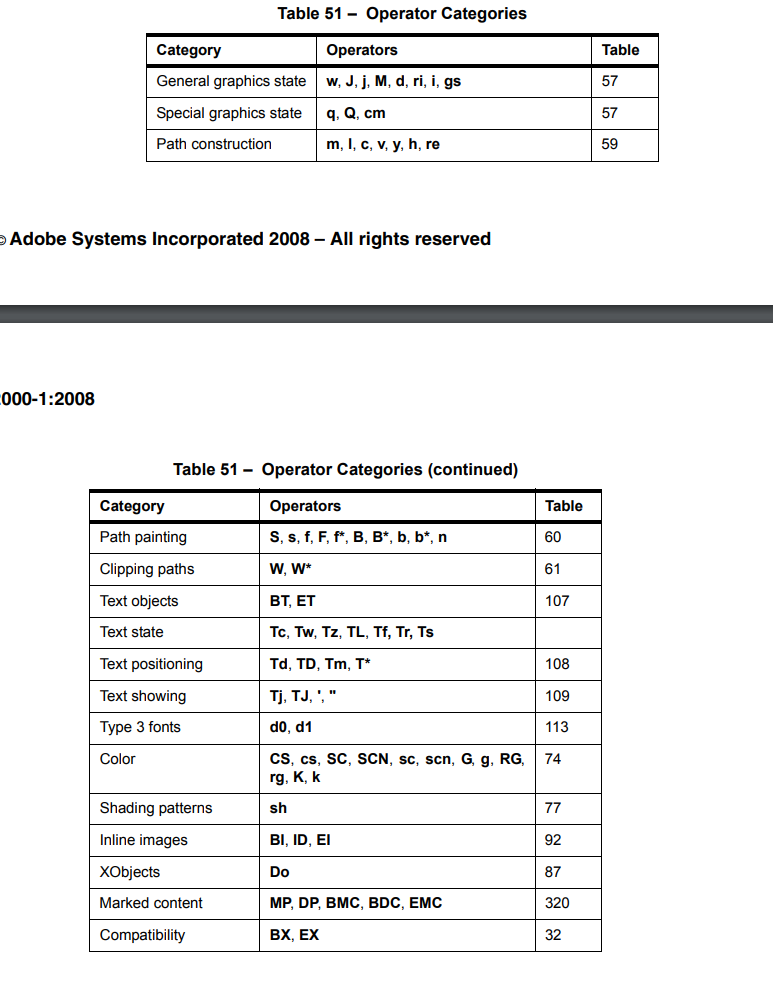 Table 51 – Operator Categories
Category Operators Table
General graphics state w, J, j, M, d, ri, i, gs 57
Special graphics state q, Q, cm 57
Path construction m, l, c, v, y, h, re 59
© Adobe Systems Incorporated 2008 – All rights reserved
000-1:2008
Table 51 – Operator Categories (continued)
Category Operators Table
Path painting S, s, f, F, f*, B, B*, b, b*, n 60
Clipping paths W, W* 61
Text objects BT, ET 107
Text state Tc, Tw, Tz, TL, Tf, Tr, Ts
Text positioning Td, TD, Tm, T* 108
Text showing Tj, TJ, ', " 109
Type 3 fonts d0, d1 113
Color CS, cs, SC, SCN, sc, scn, G, g, RG, 74
rg, K, k
Shading patterns sh 77
Inline images BI, ID, EI 92
XObjects Do 87
Marked content MP, DP, BMC, BDC, EMC 320
Compatibility BX, EX 32